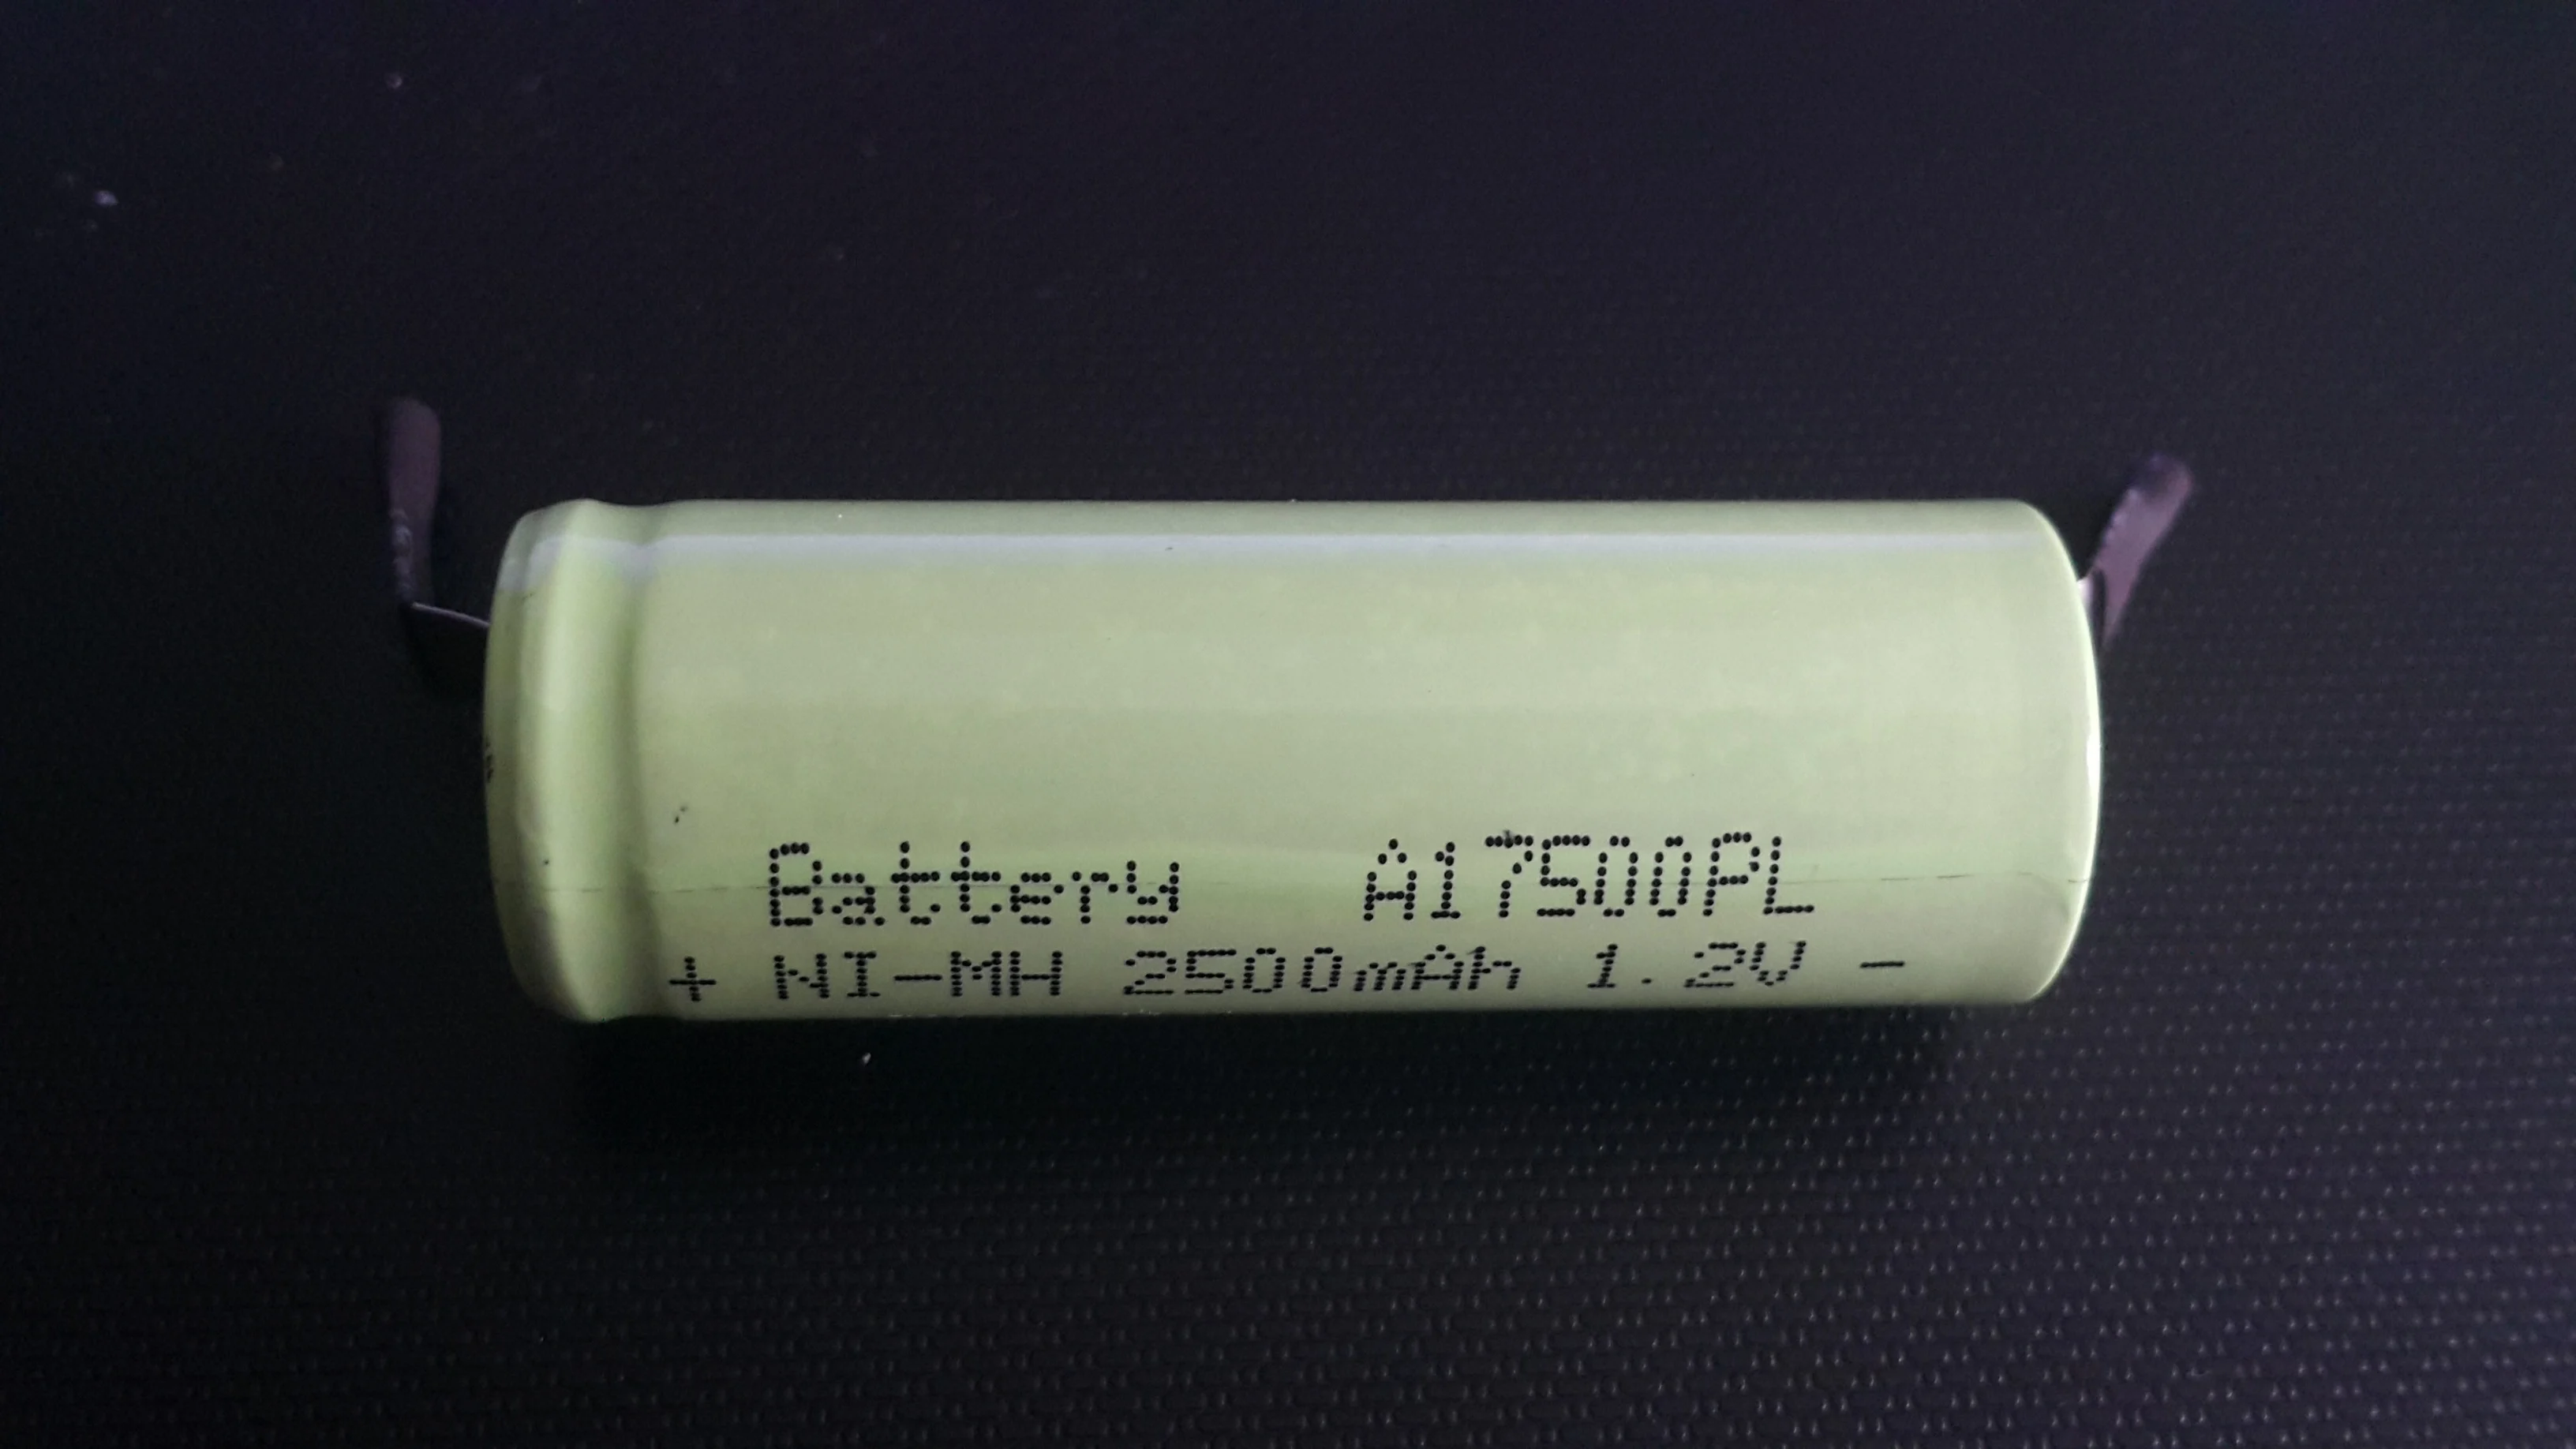 Battery A17500PL
+ NI-MH 2500mAh 1.2V -